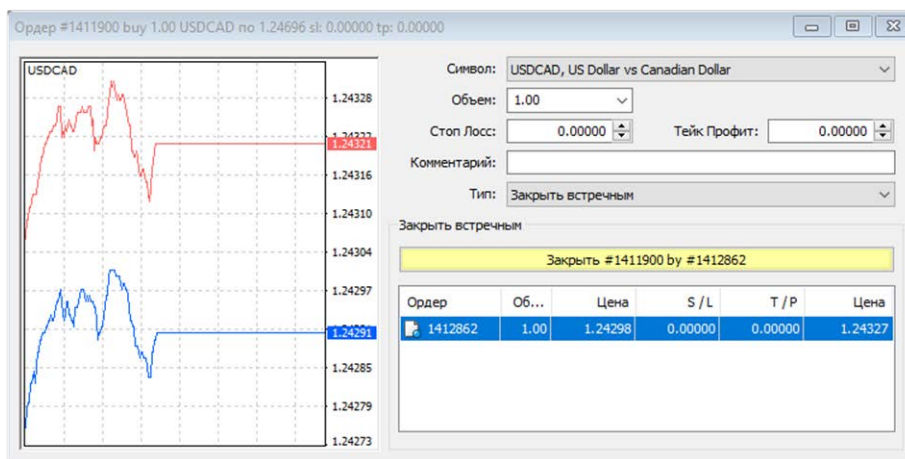 Ордер #1411900 buy 1.00 USDCAD по 1.24696 sl: 0.00000 tp: 0.00000
USDCAD
1.24328
1.24321
1.24316
1.24310
1.24304
1.24297
1.24291
1.24285
1.24279
1.24273
Символ: USDCAD, US Dollar vs Canadian Dollar
Объем: 1.00
Стоп Лосс: 0.00000 Тейк Профит: 0.00000
Комментарий:
Тип: Закрыть встречным
Закрыть встречным
Закрыть #1411900 by #1412862
Ордер Об... Цена S / L T / P Цена
1412862 1.00 1.24298 0.00000 0.00000 1.24327